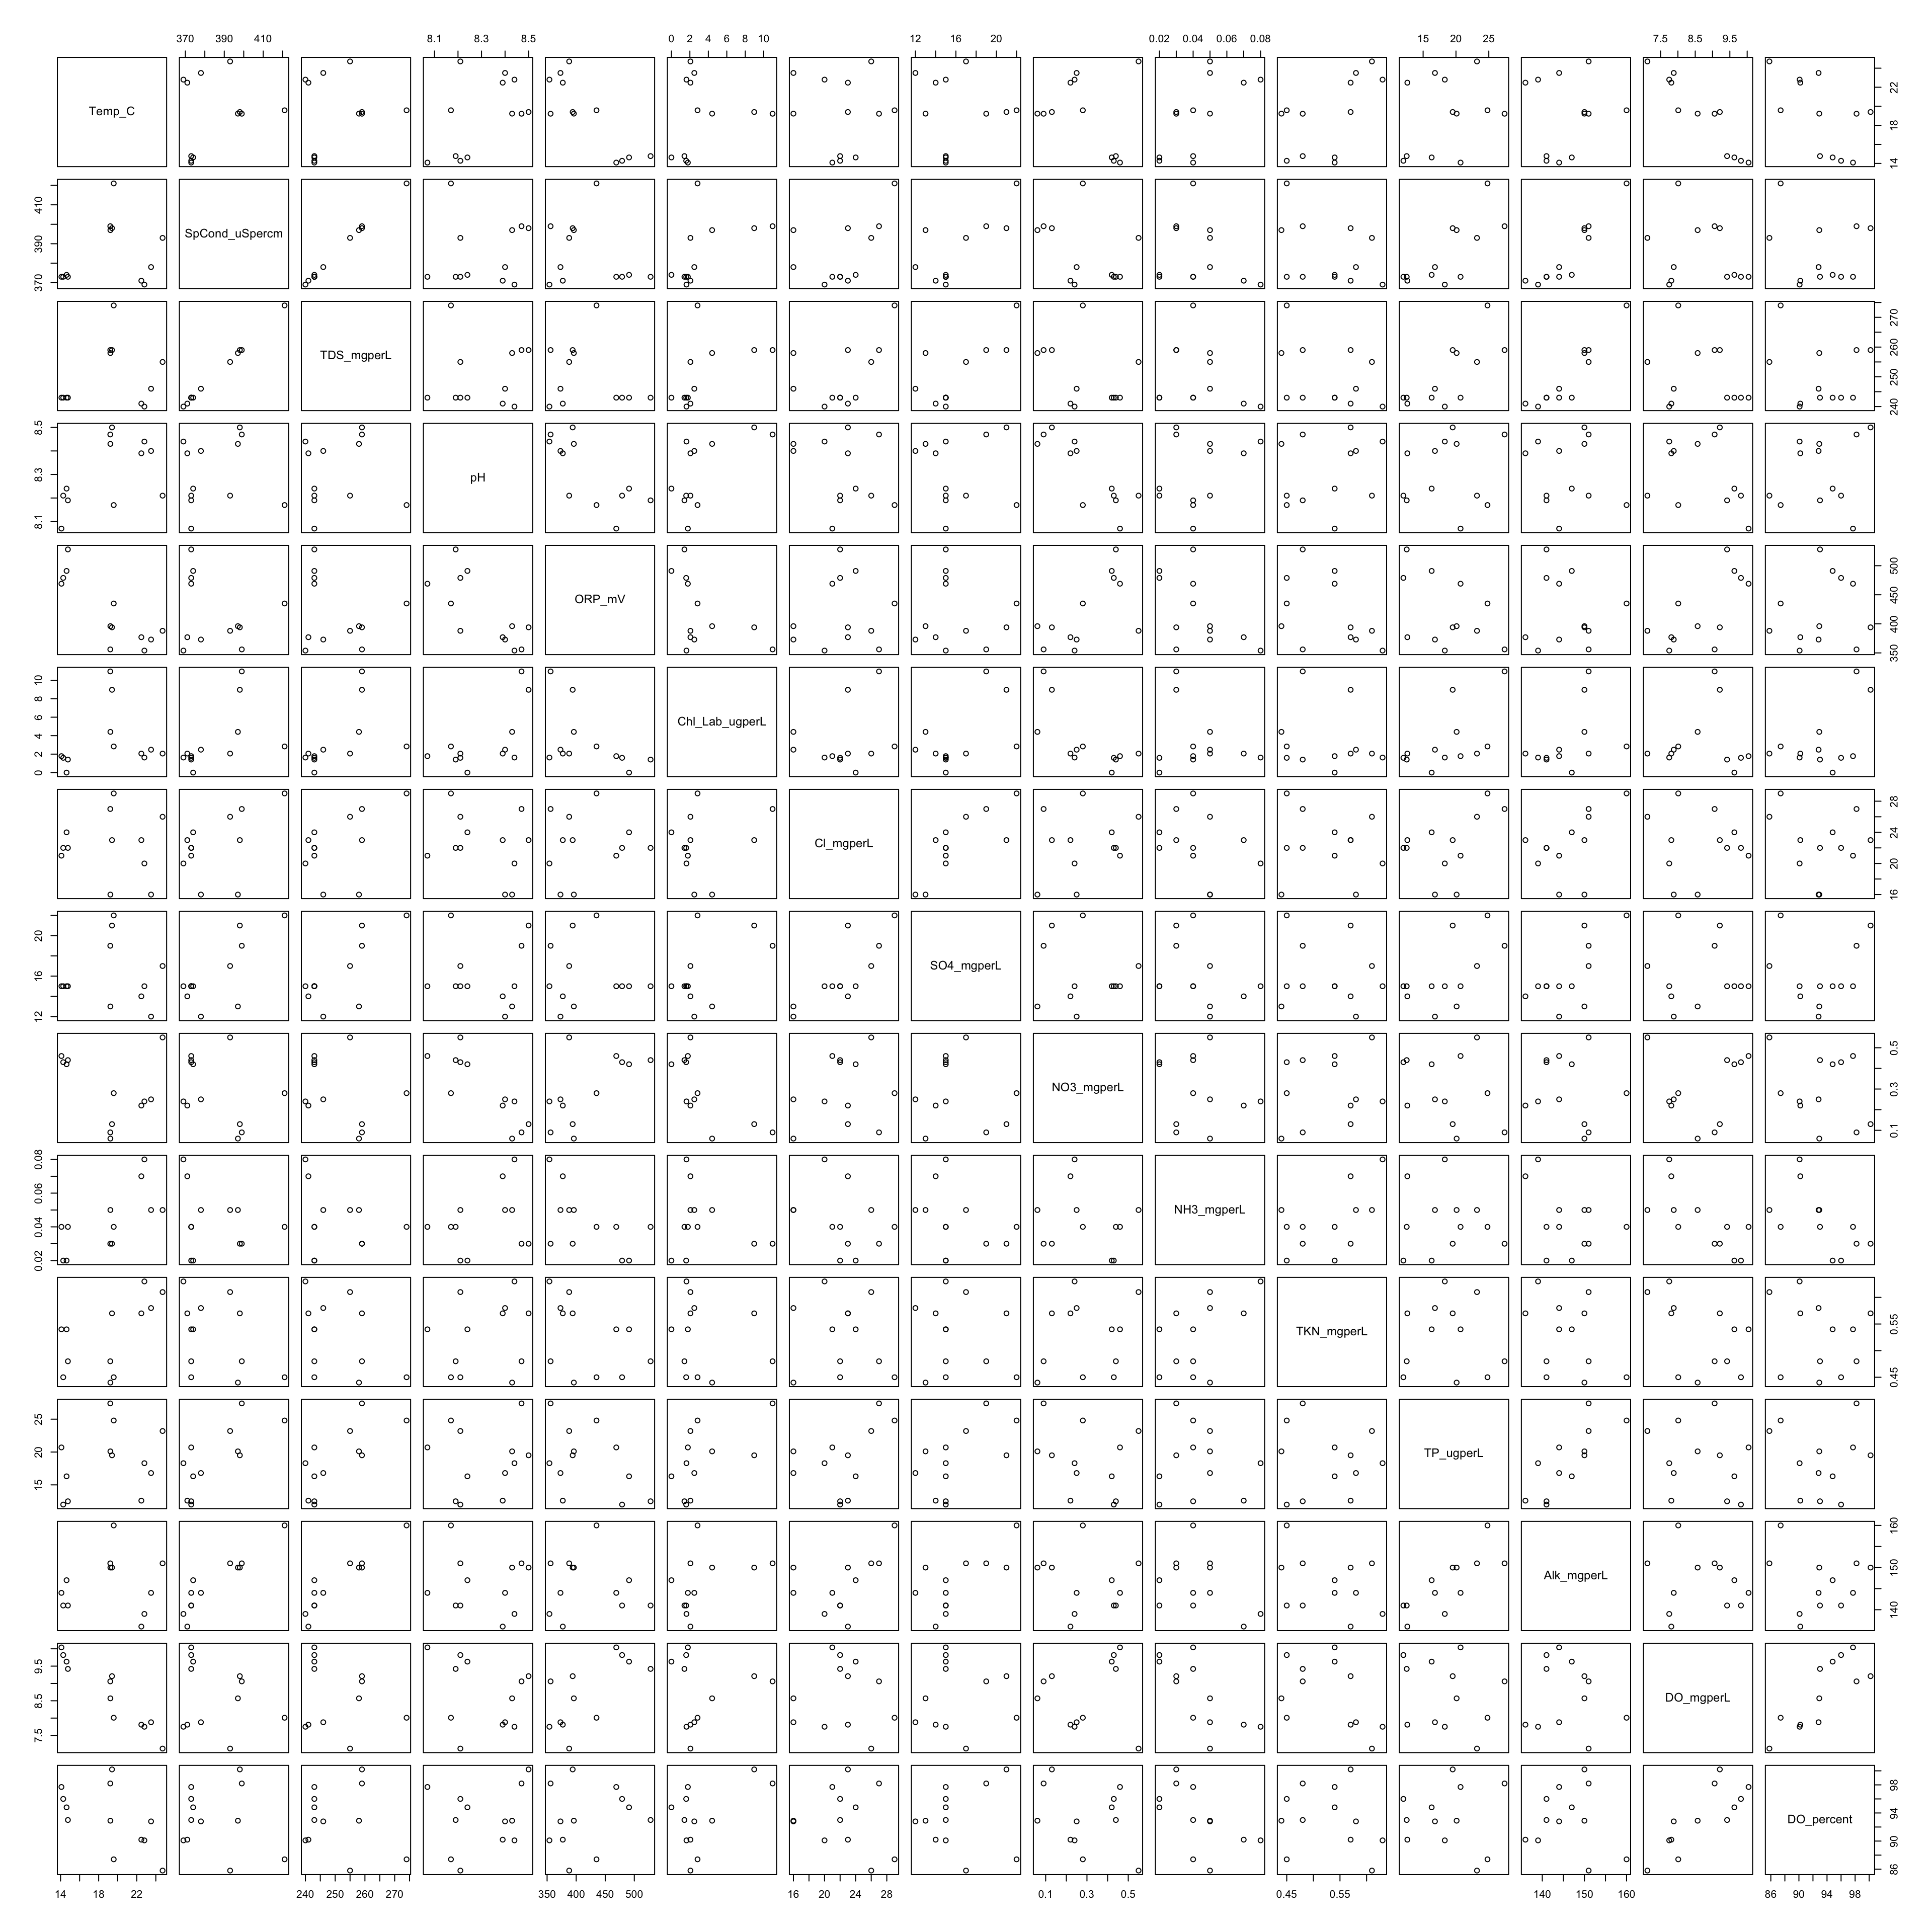 370 390 410 8.1 8.3 8.5 0 2 4 6 8 10 12 16 20 0.02 0.04 0.06 0.08 15 20 25 7.5 8.5 9.5
Temp_C 14 18 22
370 390 410 SpCond_uSpercm
TDS_mgperL 240 250 260 270
8.1 8.3 8.5 pH
ORP_mV 350 400 450 500
0 2 4 6 8 10 Chl_Lab_ugperL
Cl_mgperL 16 20 24 28
12 16 20 SO4_mgperL
NO3_mgperL 0.1 0.3 0.5
0.02 0.04 0.06 0.08 NH3_mgperL
TKN_mgperL 0.45 0.55
15 20 25 TP_ugperL
Alk_mgperL 140 150 160
7.5 8.5 9.5 DO_mgperL
DO_percent 86 90 94 98
14 18 22 240 250 260 270 350 400 450 500 16 20 24 28 0.1 0.3 0.5 0.45 0.55 140 150 160 86 90 94 98